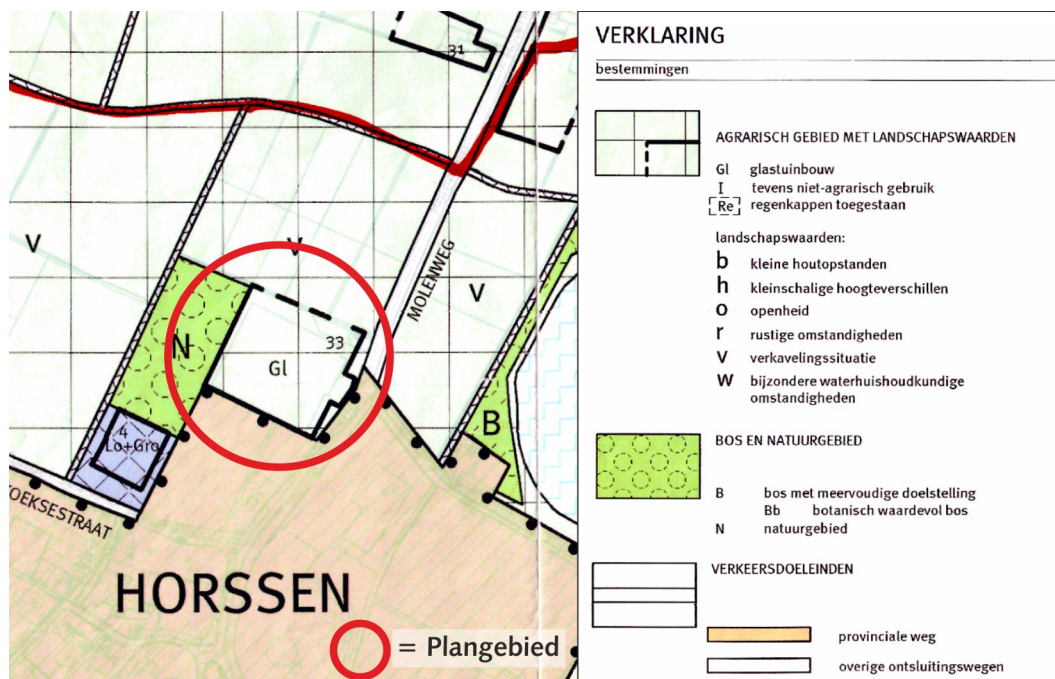 31
V
V
V
MOLENWEG
33
N
Gl
B
4
Lo+Gro
OEKSESTRAAT
HORSSEN
= Plangebied
VERKLARING
bestemmingen
AGRARISCH GEBIED MET LANDSCHAPSWAARDEN
Gl glastuinbouw
I tevens niet-agrarisch gebruik
Re regenkappen toegestaan
landschapswaarden:
b kleine houtopstanden
h kleinschalige hoogteverschillen
o openheid
r rustige omstandigheden
v verkavelingssituatie
w bijzondere waterhuishoudkundige
omstandigheden
BOS EN NATUURGEBIED
B bos met meervoudige doelstelling
Bb botanisch waardevol bos
N natuurgebied
VERKEERSDOELEINDEN
provinciale weg
overige ontsluitingswegen